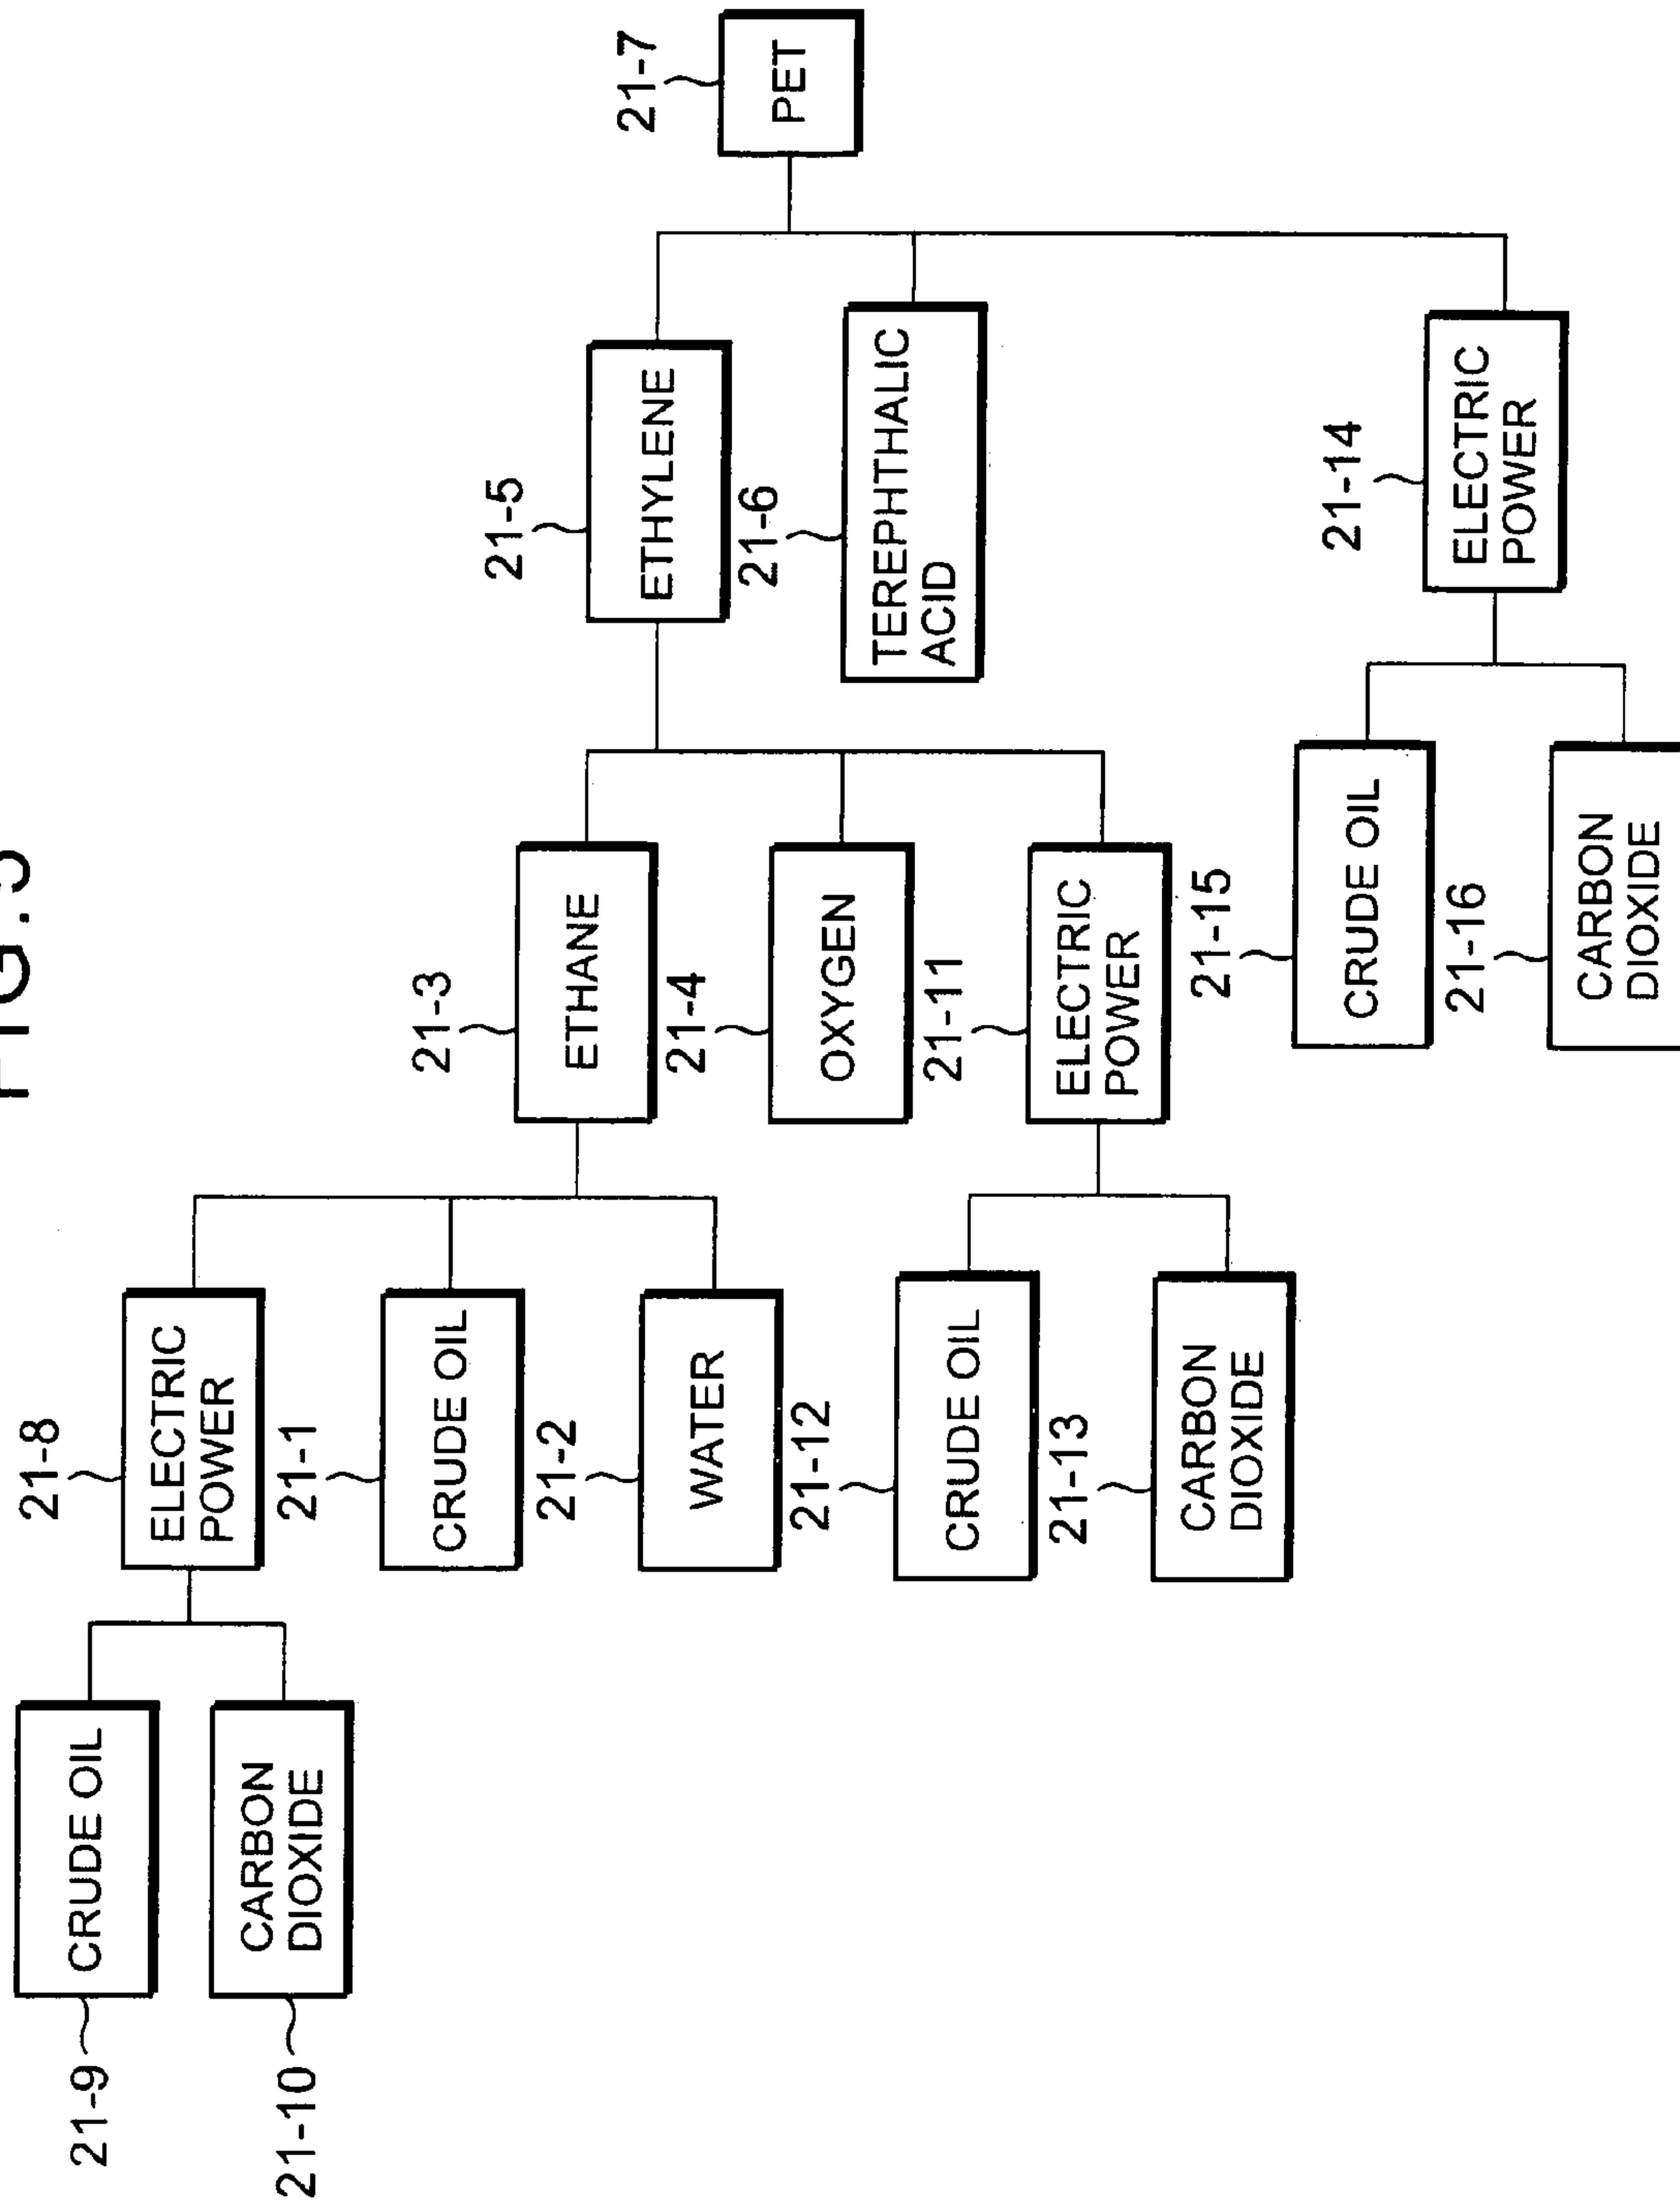 21-9
CRUDE OIL
21-10
CARBON
DIOXIDE
21-8
ELECTRIC
POWER
21-1
CRUDE OIL
21-2
WATER
21-3
ETHANE
21-4
OXYGEN
21-11
ELECTRIC
POWER
21-12
CRUDE OIL
21-13
CARBON
DIOXIDE
21-5
ETHYLENE
21-6
TEREPHTHALIC
ACID
21-7
PET
21-14
ELECTRIC
POWER
21-15
CRUDE OIL
21-16
CARBON
DIOXIDE